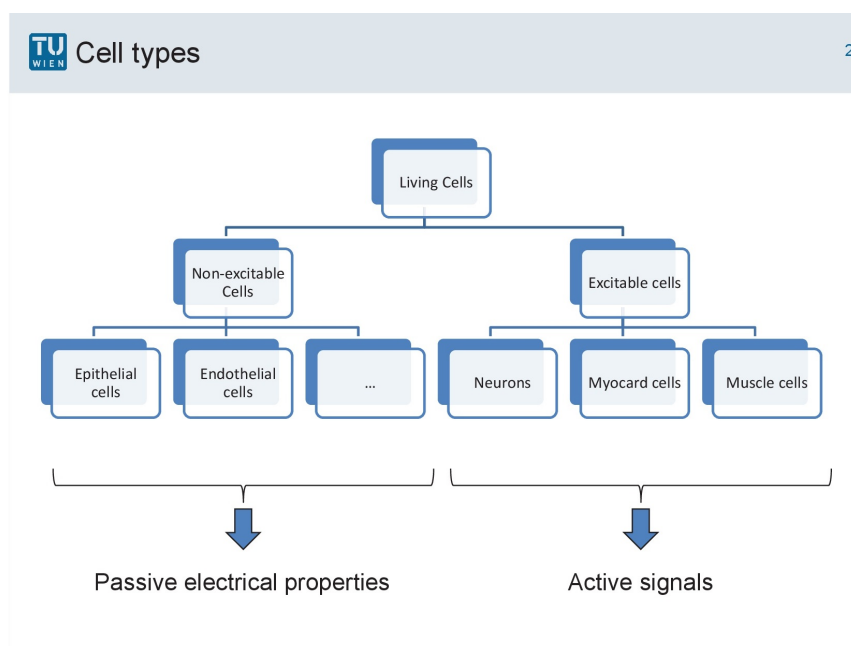 TU
WIEN
Cell types
2
Living Cells
Non-excitable
Cells
Excitable cells
Epithelial
cells
Endothelial
cells
...
Neurons
Myocard cells
Muscle cells
Passive electrical properties
Active signals